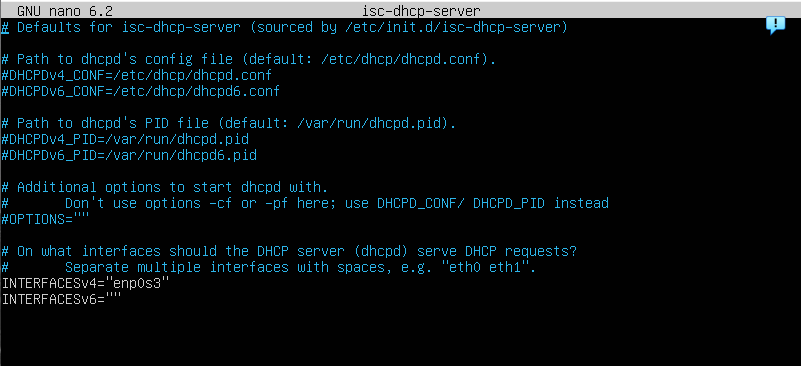 GNU nano 6.2 isc-dhcp-server
# Defaults for isc-dhcp-server (sourced by /etc/init.d/isc-dhcp-server)
# Path to dhcpd's config file (default: /etc/dhcp/dhcpd.conf).
#DHCPDv4_CONF=/etc/dhcp/dhcpd.conf
#DHCPDv6_CONF=/etc/dhcp/dhcpd6.conf
# Path to dhcpd's PID file (default: /var/run/dhcpd.pid).
#DHCPDv4_PID=/var/run/dhcpd.pid
#DHCPDv6_PID=/var/run/dhcpd6.pid
# Additional options to start dhcpd with.
#       Don't use options -cf or -pf here; use DHCPD_CONF/ DHCPD_PID instead
#OPTIONS=""
# On what interfaces should the DHCP server (dhcpd) serve DHCP requests?
#       Separate multiple interfaces with spaces, e.g. "eth0 eth1".
INTERFACESv4="enp0s3"
INTERFACESv6=""